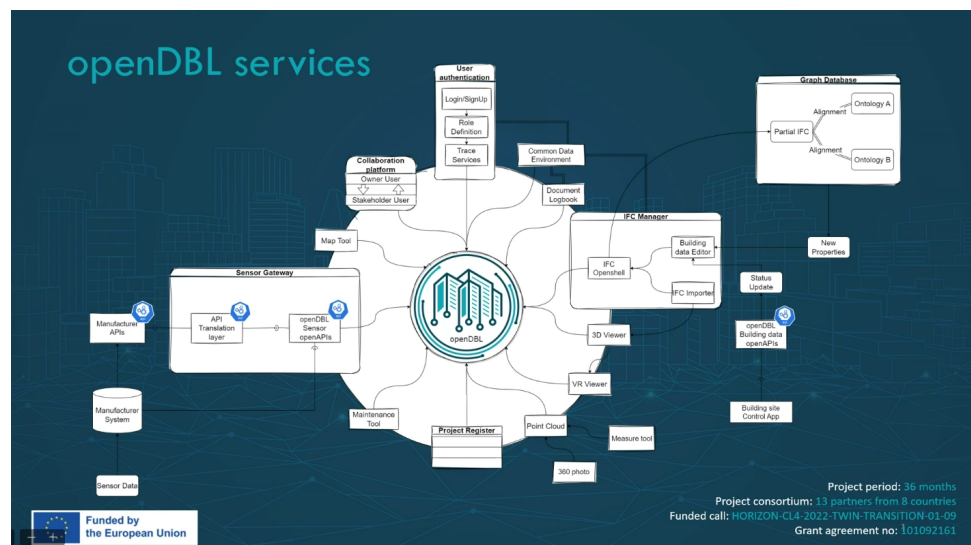 openDBL services
User
authentication
Login/SignUp
Role
Definition
Trace
Services
Collaboration
platform
Owner User
Stakeholder User
Common Data
Environment
Document
Logbook
Graph Database
Partial IFC
Alignment
Ontology A
Alignment
Ontology B
Map Tool
IFC Manager
Building
data Editor
IFC
Openshell
IFC Importer
New
Properties
Status
Update
Sensor Gateway
Manufacturer
APIs
API
Translation
layer
openDBL
Sensor
openAPIs
openDBL
3D Viewer
openDBL
Building data
openAPIs
VR Viewer
Manufacturer
System
Maintenance
Tool
Project Register
Point Cloud
Measure tool
Building site
Control App
360 photo
Sensor Data
Project period: 36 months
Project consortium: 13 partners from 8 countries
Funded call: HORIZON-CL4-2022-TWIN-TRANSITION-01-09
Grant agreement no: 101092161
Funded by
the European Union